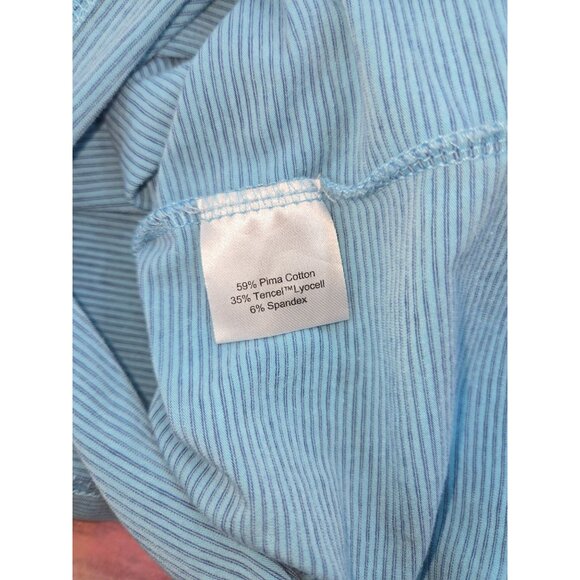 59% Pima Cotton
35% Tencel™Lyocell
6% Spandex